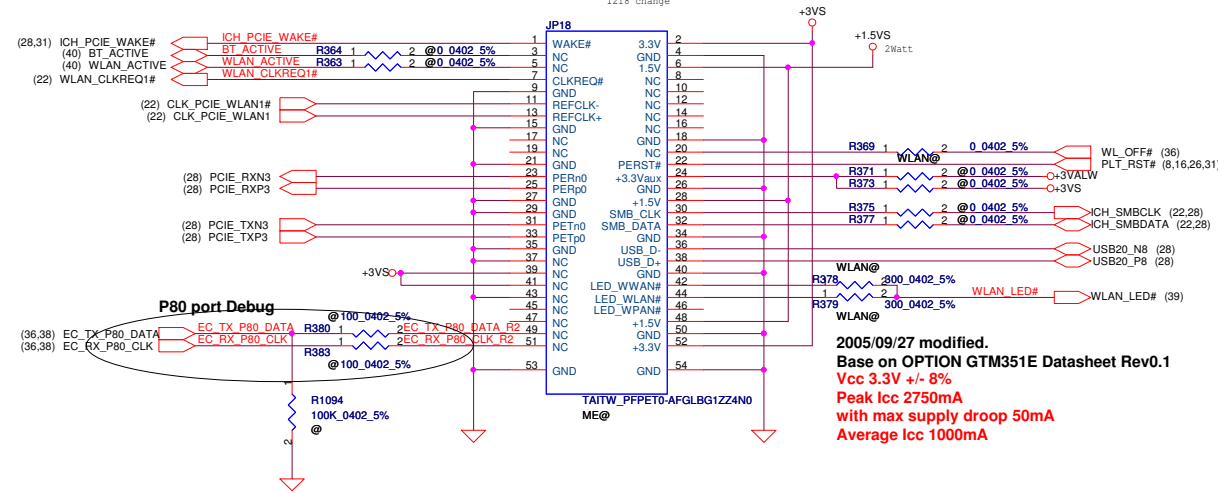 1218 change
+3VS
JP18
+1.5VS
2Watt
(28,31) ICH_PCIE_WAKE# ICH_PCIE_WAKE# 1 WAKE# 3.3V 2
(40) BT_ACTIVE BT_ACTIVE R364 1 2 @0_0402_5% 3 NC GND 4
(40) WLAN_ACTIVE WLAN_ACTIVE R363 1 2 @0_0402_5% 5 NC 1.5V 6
(22) WLAN_CLKREQ1# WLAN_CLKREQ1# 7 CLKREQ# NC 8
9 GND NC 10
(22) CLK_PCIE_WLAN1# 11 REFCLK- NC 12
(22) CLK_PCIE_WLAN1 13 REFCLK+ NC 14
15 GND NC 16
17 NC GND 18
19 NC NC 20 R369 1 2 0_0402_5% WL_OFF# (36)
WLAN@
21 GND PERST# 22 PLT_RST# (8,16,26,31)
(28) PCIE_RXN3 23 PERn0 +3.3Vaux 24 R371 1 2 @0_0402_5% +3VALW
(28) PCIE_RXP3 25 PERp0 GND 26 R373 1 2 @0_0402_5% +3VS
27 GND +1.5V 28
29 GND SMB_CLK 30 R375 1 2 @0_0402_5% ICH_SMBCLK (22,28)
(28) PCIE_TXN3 31 PETn0 SMB_DATA 32 R377 1 2 @0_0402_5% ICH_SMBDATA (22,28)
(28) PCIE_TXP3 33 PETp0 GND 34
35 GND USB_D- 36 USB20_N8 (28)
37 NC USB_D+ 38 USB20_P8 (28)
+3VS 39 NC GND 40
WLAN@
41 NC LED_WWAN# 42 R378 1 2 300_0402_5%
43 NC LED_WLAN# 44 R379 1 2 300_0402_5% WLAN_LED# WLAN_LED# (39)
WLAN@
45 NC LED_WPAN# 46
47 NC +1.5V 48
P80 port Debug
@100_0402_5%
(36,38) EC_TX_P80_DATA EC_TX_P80_DATA R380 1 2 EC_TX_P80_DATA_R2 49 NC GND 50
(36,38) EC_RX_P80_CLK EC_RX_P80_CLK R383 1 2 EC_RX_P80_CLK_R2 51 NC +3.3V 52
@100_0402_5%
53 GND GND 54
1
R1094
100K_0402_5%
@
2
TAITW_PFPET0-AFGLBG1ZZ4N0
ME@
2005/09/27 modified.
Base on OPTION GTM351E Datasheet Rev0.1
Vcc 3.3V +/- 8%
Peak Icc 2750mA
with max supply droop 50mA
Average Icc 1000mA